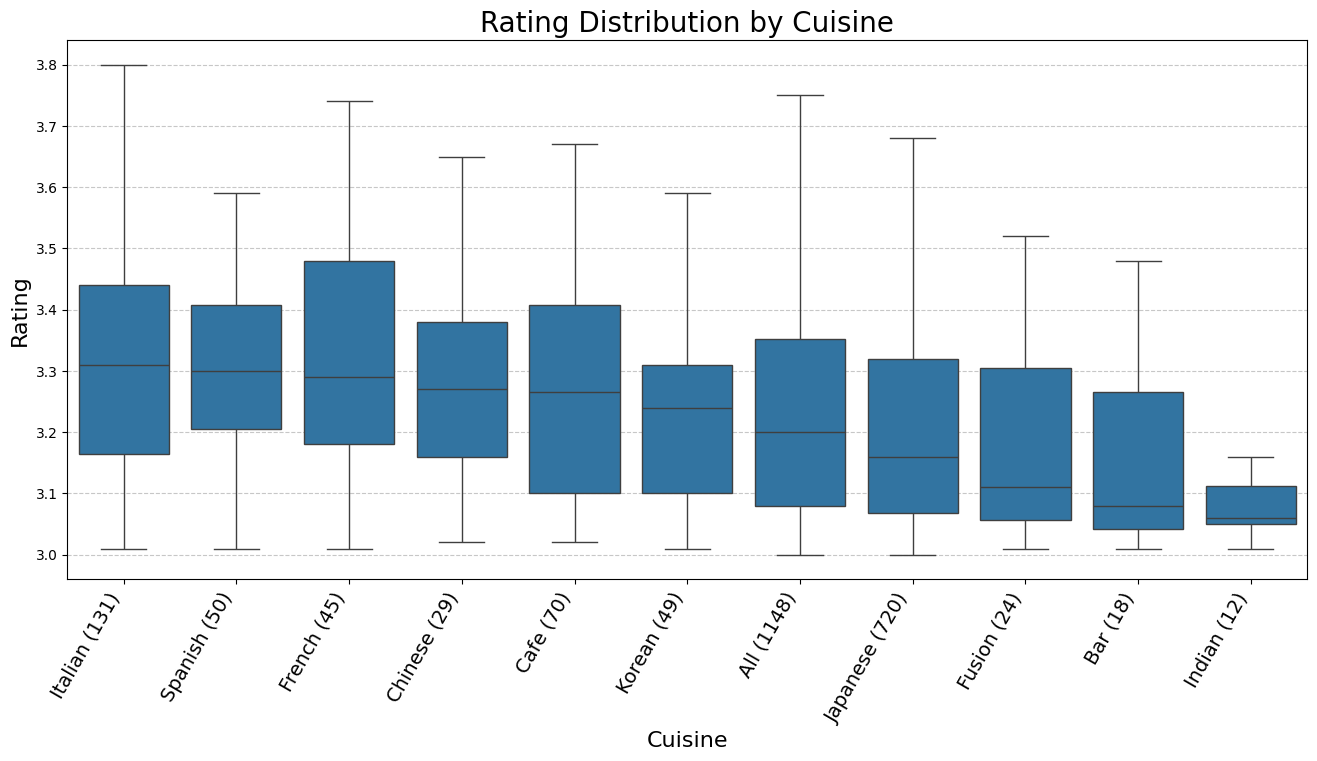 Rating Distribution by Cuisine
Rating
3.8
3.7
3.6
3.5
3.4
3.3
3.2
3.1
3.0
Italian (131)
Spanish (50)
French (45)
Chinese (29)
Cafe (70)
Korean (49)
All (1148)
Japanese (720)
Fusion (24)
Bar (18)
Indian (12)
Cuisine